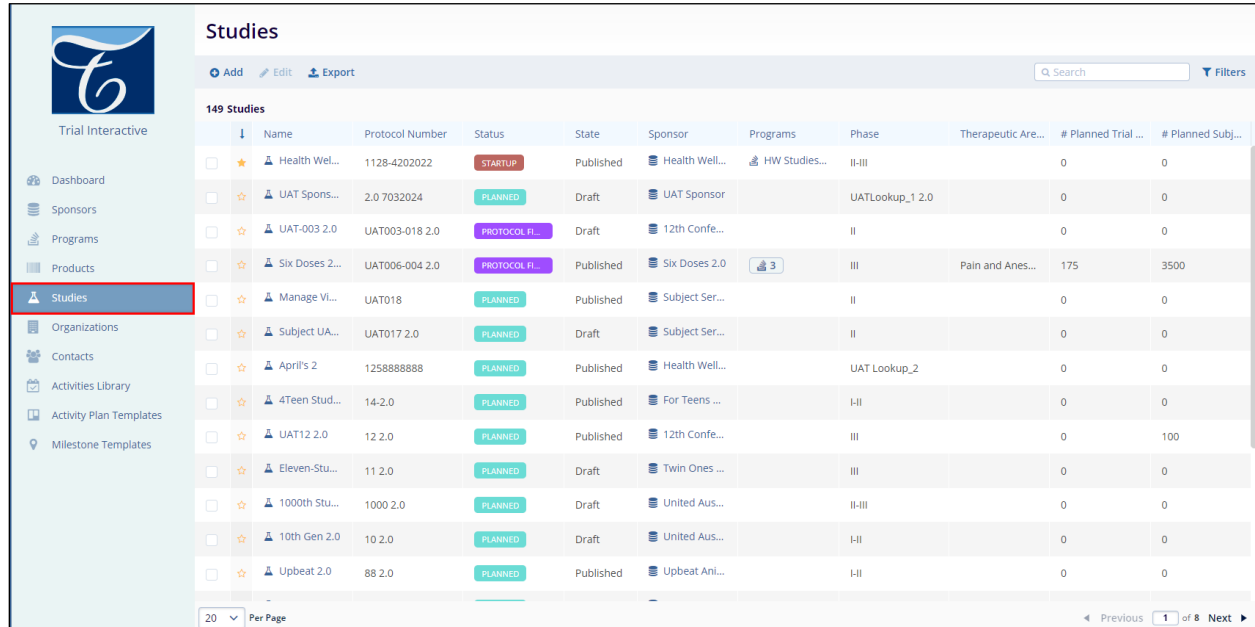 Trial Interactive
Dashboard
Sponsors
Programs
Products
Studies
Organizations
Contacts
Activities Library
Activity Plan Templates
Milestone Templates
Studies
Add Edit Export Search Filters
149 Studies
Name Protocol Number Status State Sponsor Programs Phase Therapeutic Are... # Planned Trial ... # Planned Subj...
Health Wel... 1128-4202022 STARTUP Published Health Well... HW Studies... II-III 0 0
UAT Spons... 2.0 7032024 PLANNED Draft UAT Sponsor UATLookup_1 2.0 0 0
UAT-003 2.0 UAT003-018 2.0 PROTOCOL FI... Draft 12th Confe... II 0 0
Six Doses 2... UAT006-004 2.0 PROTOCOL FI... Published Six Doses 2.0 3 III Pain and Anes... 175 3500
Manage Vi... UAT018 PLANNED Published Subject Ser... II 0 0
Subject UA... UAT017 2.0 PLANNED Draft Subject Ser... II 0 0
April's 2 1258888888 PLANNED Published Health Well... UAT Lookup_2 0 0
4Teen Stud... 14-2.0 PLANNED Published For Teens ... I-II 0 0
UAT12 2.0 12 2.0 PLANNED Published 12th Confe... III 0 100
Eleven-Stu... 11 2.0 PLANNED Draft Twin Ones ... III 0 0
1000th Stu... 1000 2.0 PLANNED Draft United Aus... II-III 0 0
10th Gen 2.0 10 2.0 PLANNED Draft United Aus... I-II 0 0
Upbeat 2.0 88 2.0 PLANNED Published Upbeat Ani... I-II 0 0
20 Per Page Previous 1 of 8 Next